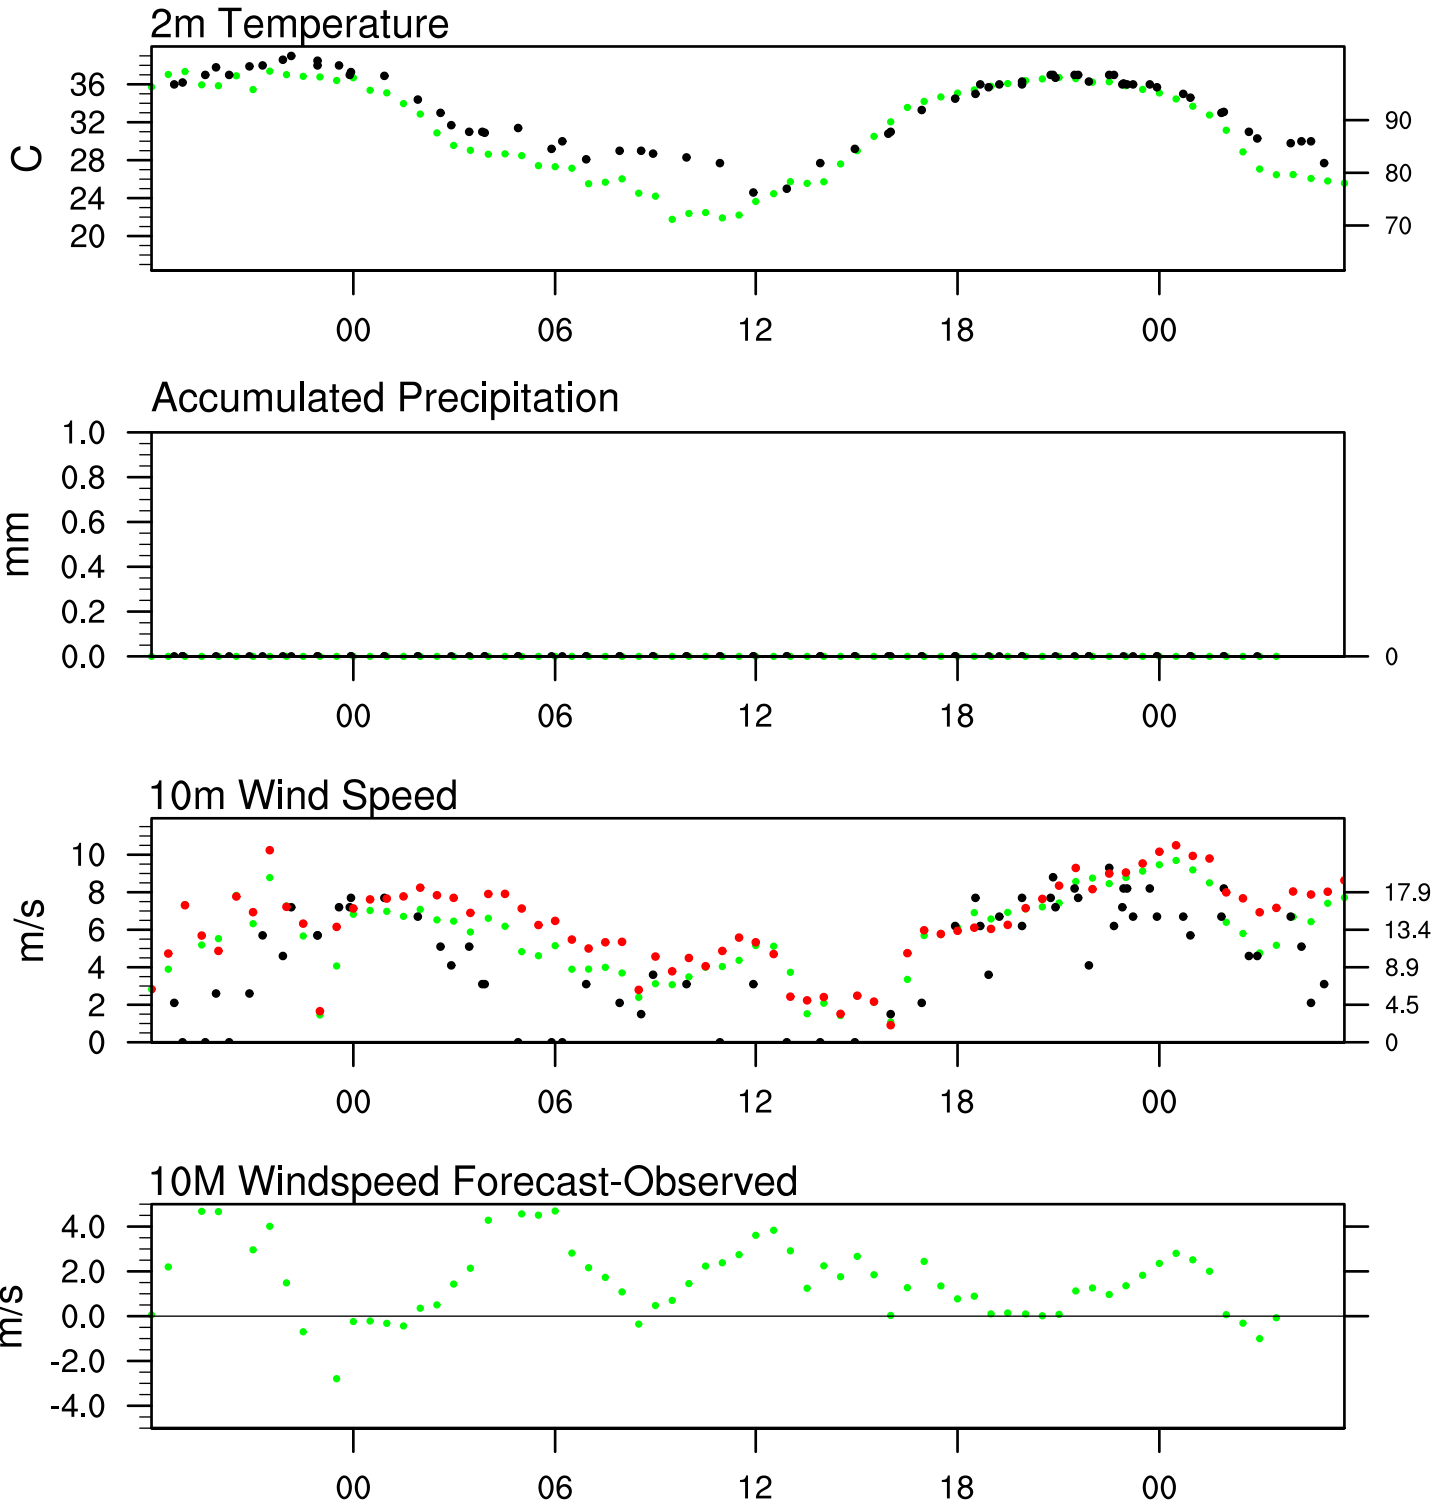 2m Temperature
36
32
28
24
20
C
90
80
70
00 06 12 18 00
Accumulated Precipitation
1.0
0.8
0.6
0.4
0.2
0.0
mm
0
00 06 12 18 00
10m Wind Speed
10
8
6
4
2
0
m/s
17.9
13.4
8.9
4.5
0
00 06 12 18 00
10M Windspeed Forecast-Observed
4.0
2.0
0.0
-2.0
-4.0
m/s
00 06 12 18 00